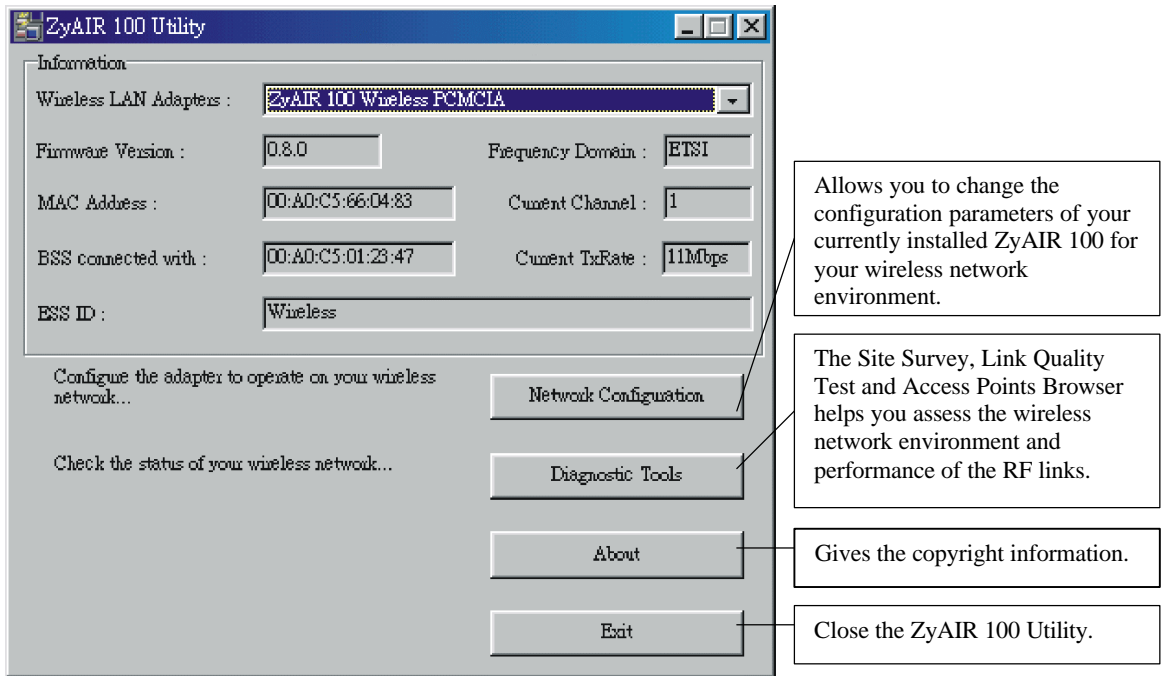 ZyAIR 100 Utility
Information
Wireless LAN Adapters :
ZyAIR 100 Wireless PCMCIA
Firmware Version :
0.8.0
Frequency Domain :
ETSI
MAC Address :
00:A0:C5:66:04:83
Current Channel :
1
BSS connected with :
00:A0:C5:01:23:47
Current TxRate :
11Mbps
ESS ID :
Wireless
Configure the adapter to operate on your wireless
network...
Network Configuration
Check the status of your wireless network...
Diagnostic Tools
About
Exit
Allows you to change the
configuration parameters of your
currently installed ZyAIR 100 for
your wireless network
environment.
The Site Survey, Link Quality
Test and Access Points Browser
helps you assess the wireless
network environment and
performance of the RF links.
Gives the copyright information.
Close the ZyAIR 100 Utility.